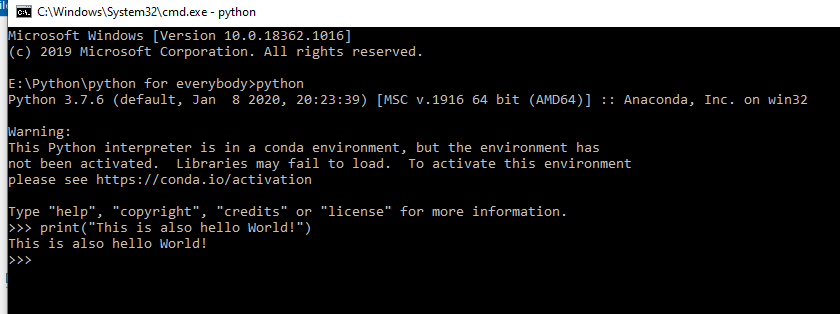 C:\Windows\System32\cmd.exe - python
Microsoft Windows [Version 10.0.18362.1016]
(c) 2019 Microsoft Corporation. All rights reserved.
E:\Python\python for everybody>python
Python 3.7.6 (default, Jan  8 2020, 20:23:39) [MSC v.1916 64 bit (AMD64)] :: Anaconda, Inc. on win32
Warning:
This Python interpreter is in a conda environment, but the environment has
not been activated.  Libraries may fail to load.  To activate this environment
please see https://conda.io/activation
Type "help", "copyright", "credits" or "license" for more information.
>>> print("This is also hello World!")
This is also hello World!
>>>